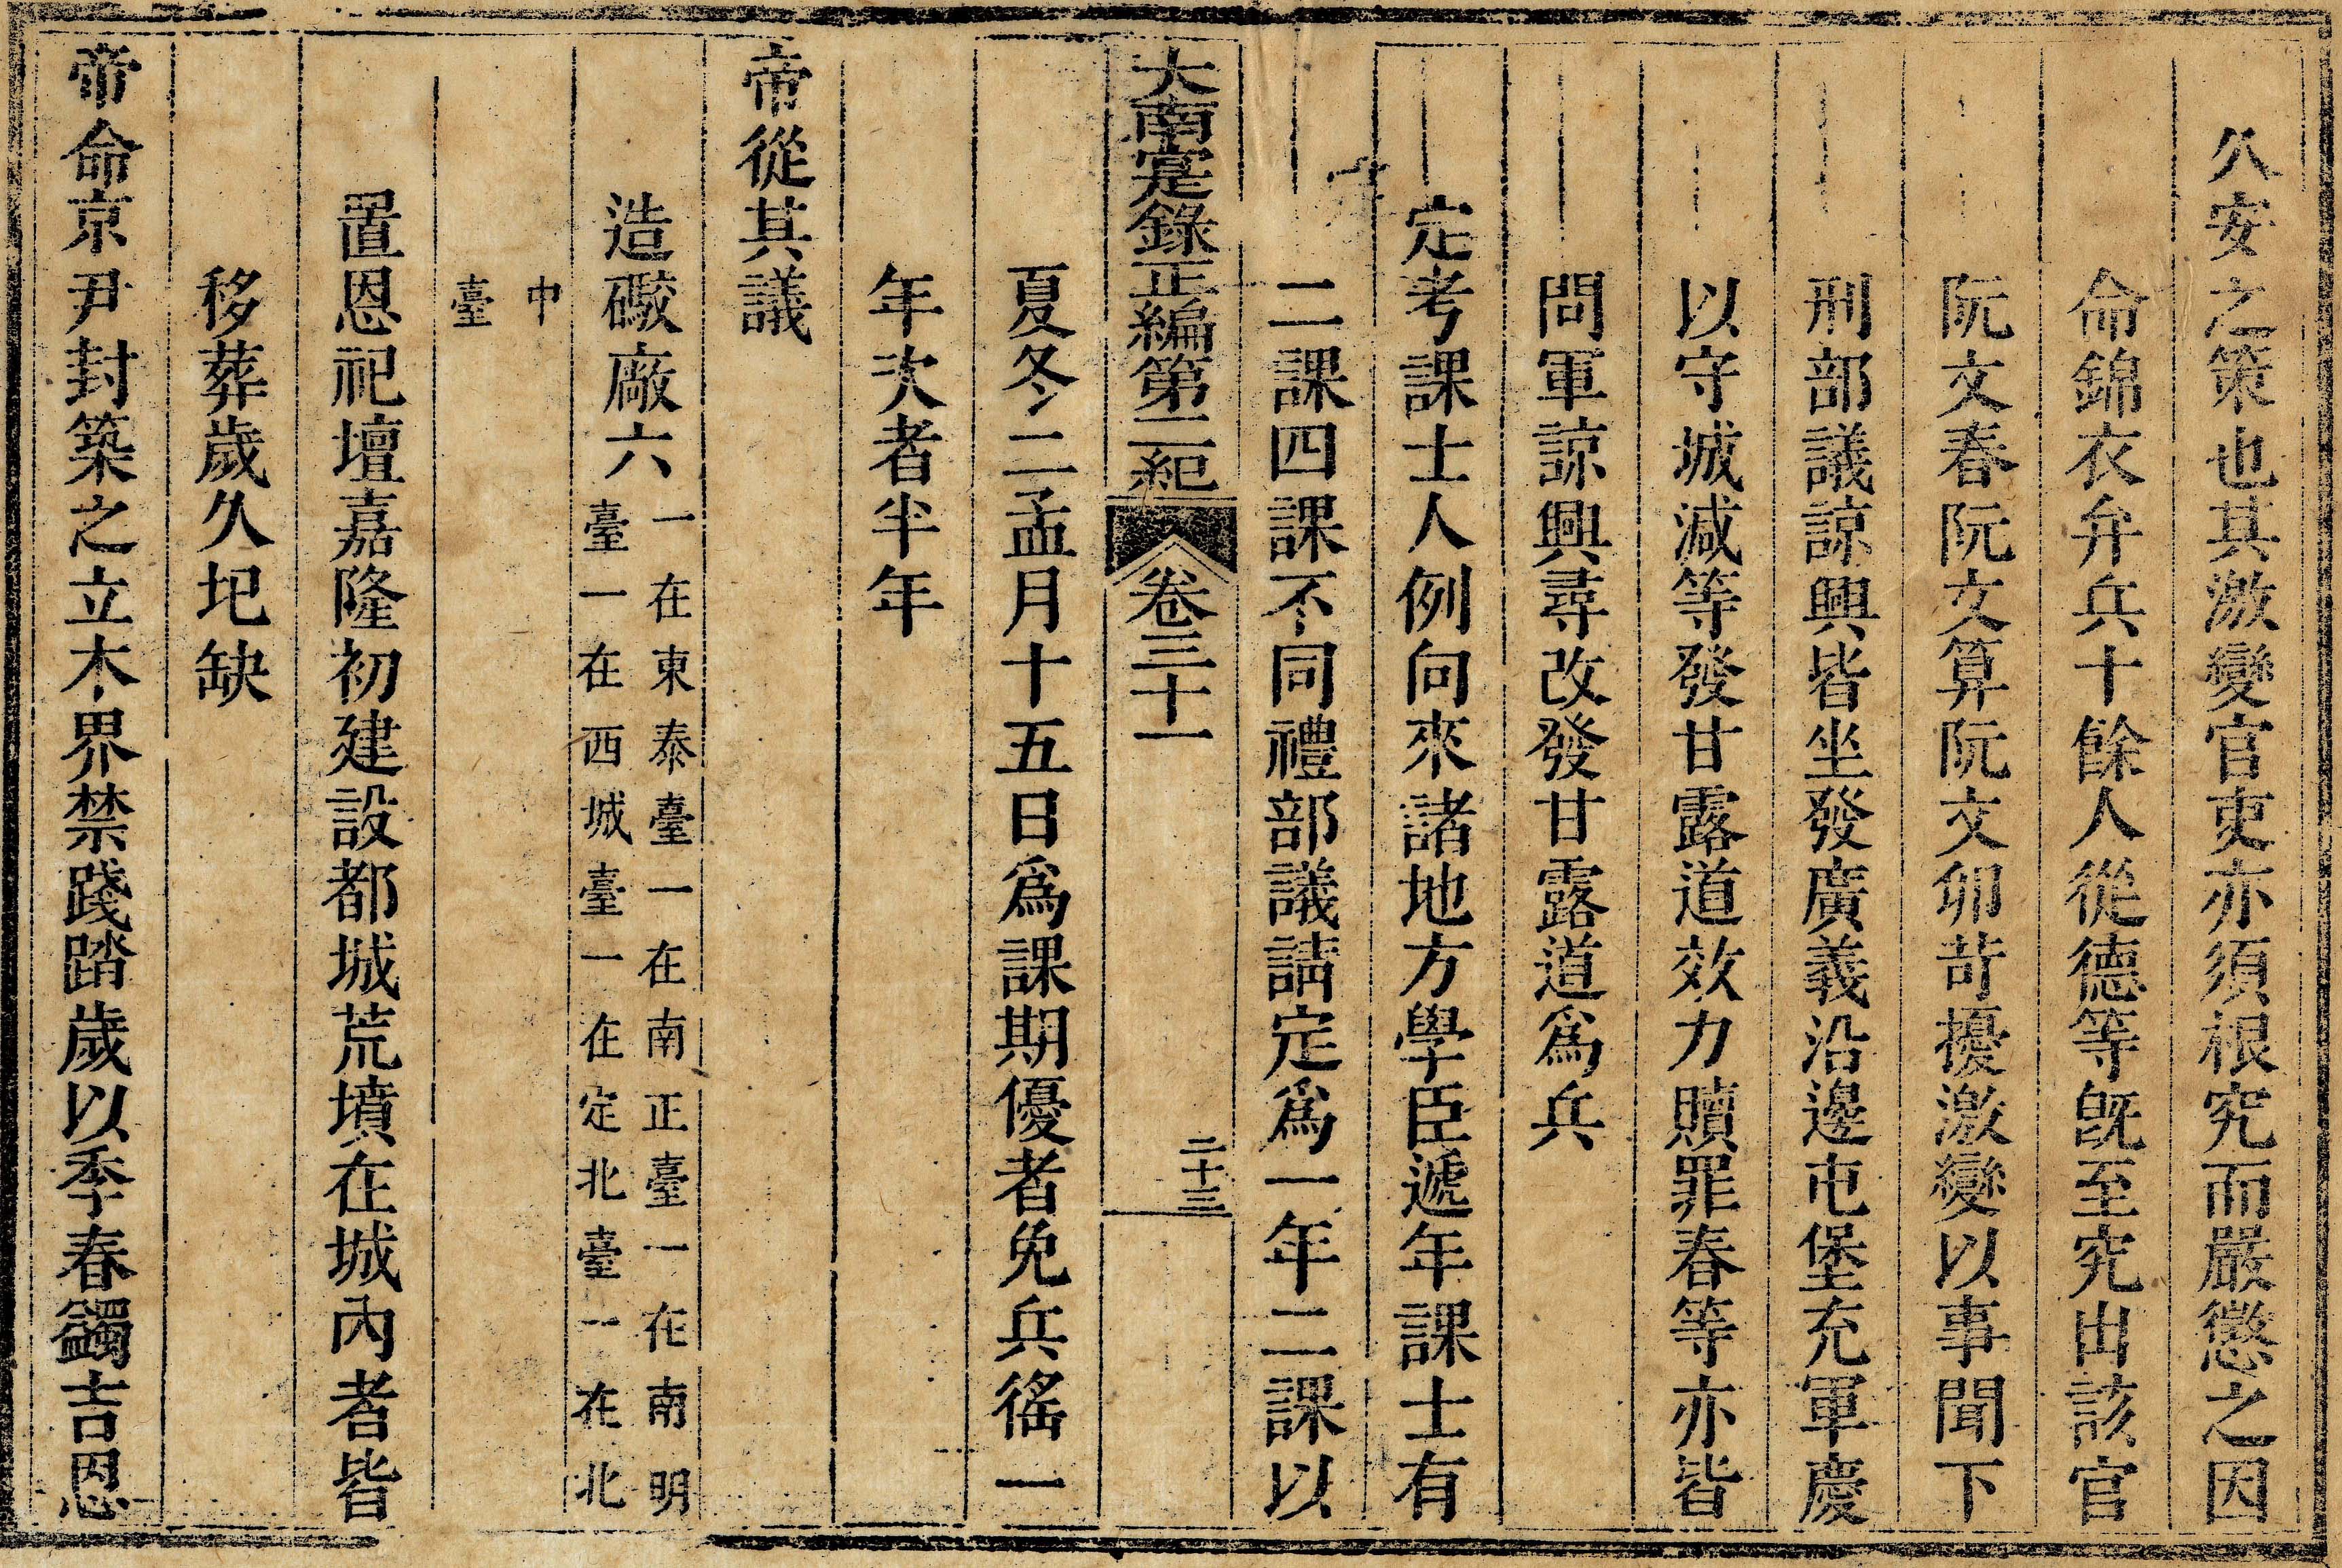 久安之策也其激變官吏亦須根究而嚴懲之因
命錦衣弁兵十餘人從德等旣至究出該官
阮文春阮文算阮文卯苛擾激變以事聞下
刑部議諒興皆坐發廣義沿邊屯堡充軍慶
以守城減等發甘露道效力贖罪春等亦皆
問軍諒興尋改發甘露道爲兵
定考課士人例向來諸地方學臣遞年課士有
二課四課不同禮部議請定爲一年二課以
大南寔錄正編第二紀 卷三十一 二十三
夏冬二孟月十五日爲課期優者免兵徭一
年次者半年
帝從其議
造礮廠六一在東泰臺一在南正臺一在南明
臺一在西城臺一在定北臺一在北
中
臺
置恩祀壇嘉隆初建設都城荒墳在城內者皆
移葬歲久圯缺
帝命京尹封築之立木界禁踐踏歲以季春蠲吉恩